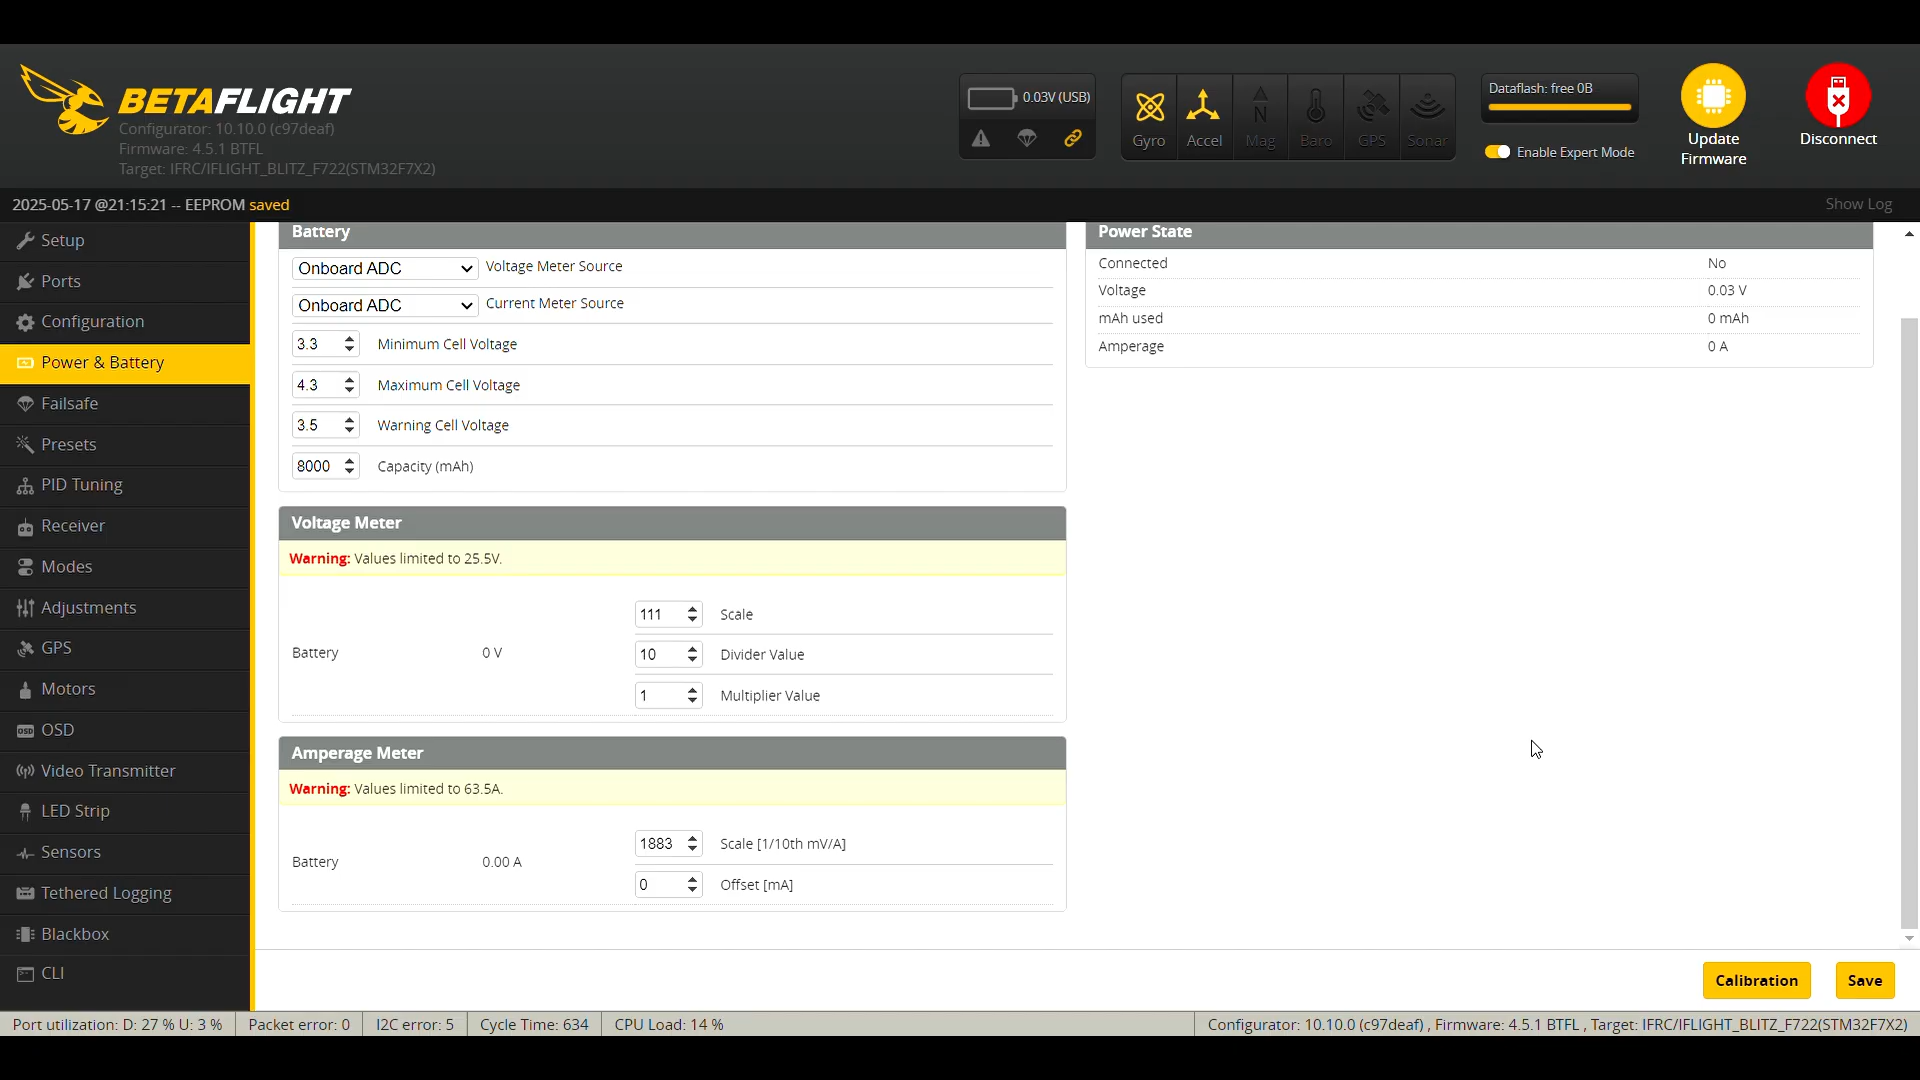 BETAFLIGHT
Configurator: 10.10.0 (c97deaf)
Firmware: 4.5.1 BTFL
Target: IFRC/IFLIGHT_BLITZ_F722(STM32F7X2)
0.03V (USB)
Gyro
Accel
Mag
Baro
GPS
Sonar
Dataflash: free 0B
Enable Expert Mode
Update
Firmware
Disconnect
2025-05-17 @21:15:21 -- EEPROM saved
Show Log
Setup
Ports
Configuration
Power & Battery
Failsafe
Presets
PID Tuning
Receiver
Modes
Adjustments
GPS
Motors
OSD
Video Transmitter
LED Strip
Sensors
Tethered Logging
Blackbox
CLI
Battery
Onboard ADC Voltage Meter Source
Onboard ADC Current Meter Source
3.3 Minimum Cell Voltage
4.3 Maximum Cell Voltage
3.5 Warning Cell Voltage
8000 Capacity (mAh)
Power State
Connected No
Voltage 0.03 V
mAh used 0 mAh
Amperage 0 A
Voltage Meter
Warning: Values limited to 25.5V.
Battery 0 V
111 Scale
10 Divider Value
1 Multiplier Value
Amperage Meter
Warning: Values limited to 63.5A.
Battery 0.00 A
1883 Scale [1/10th mV/A]
0 Offset [mA]
Calibration
Save
Port utilization: D: 27 % U: 3 %
Packet error: 0
I2C error: 5
Cycle Time: 634
CPU Load: 14 %
Configurator: 10.10.0 (c97deaf) , Firmware: 4.5.1 BTFL , Target: IFRC/IFLIGHT_BLITZ_F722(STM32F7X2)